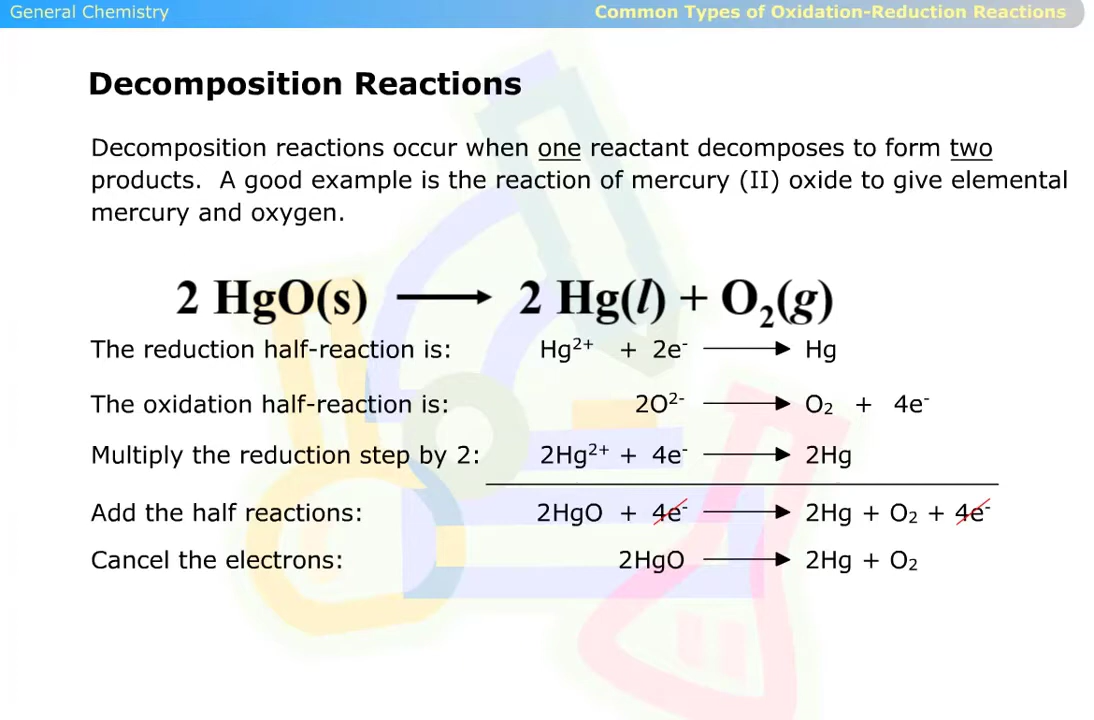 General Chemistry
Common Types of Oxidation-Reduction Reactions
Decomposition Reactions
Decomposition reactions occur when one reactant decomposes to form two
products. A good example is the reaction of mercury (II) oxide to give elemental
mercury and oxygen.
2 HgO(s) ⟶ 2 Hg(l) + O₂(g)
The reduction half-reaction is: Hg²⁺ + 2e⁻ ⟶ Hg
The oxidation half-reaction is: 2O²⁻ ⟶ O₂ + 4e⁻
Multiply the reduction step by 2: 2Hg²⁺ + 4e⁻ ⟶ 2Hg
Add the half reactions: 2HgO + 4e⁻ ⟶ 2Hg + O₂ + 4e⁻
Cancel the electrons: 2HgO ⟶ 2Hg + O₂